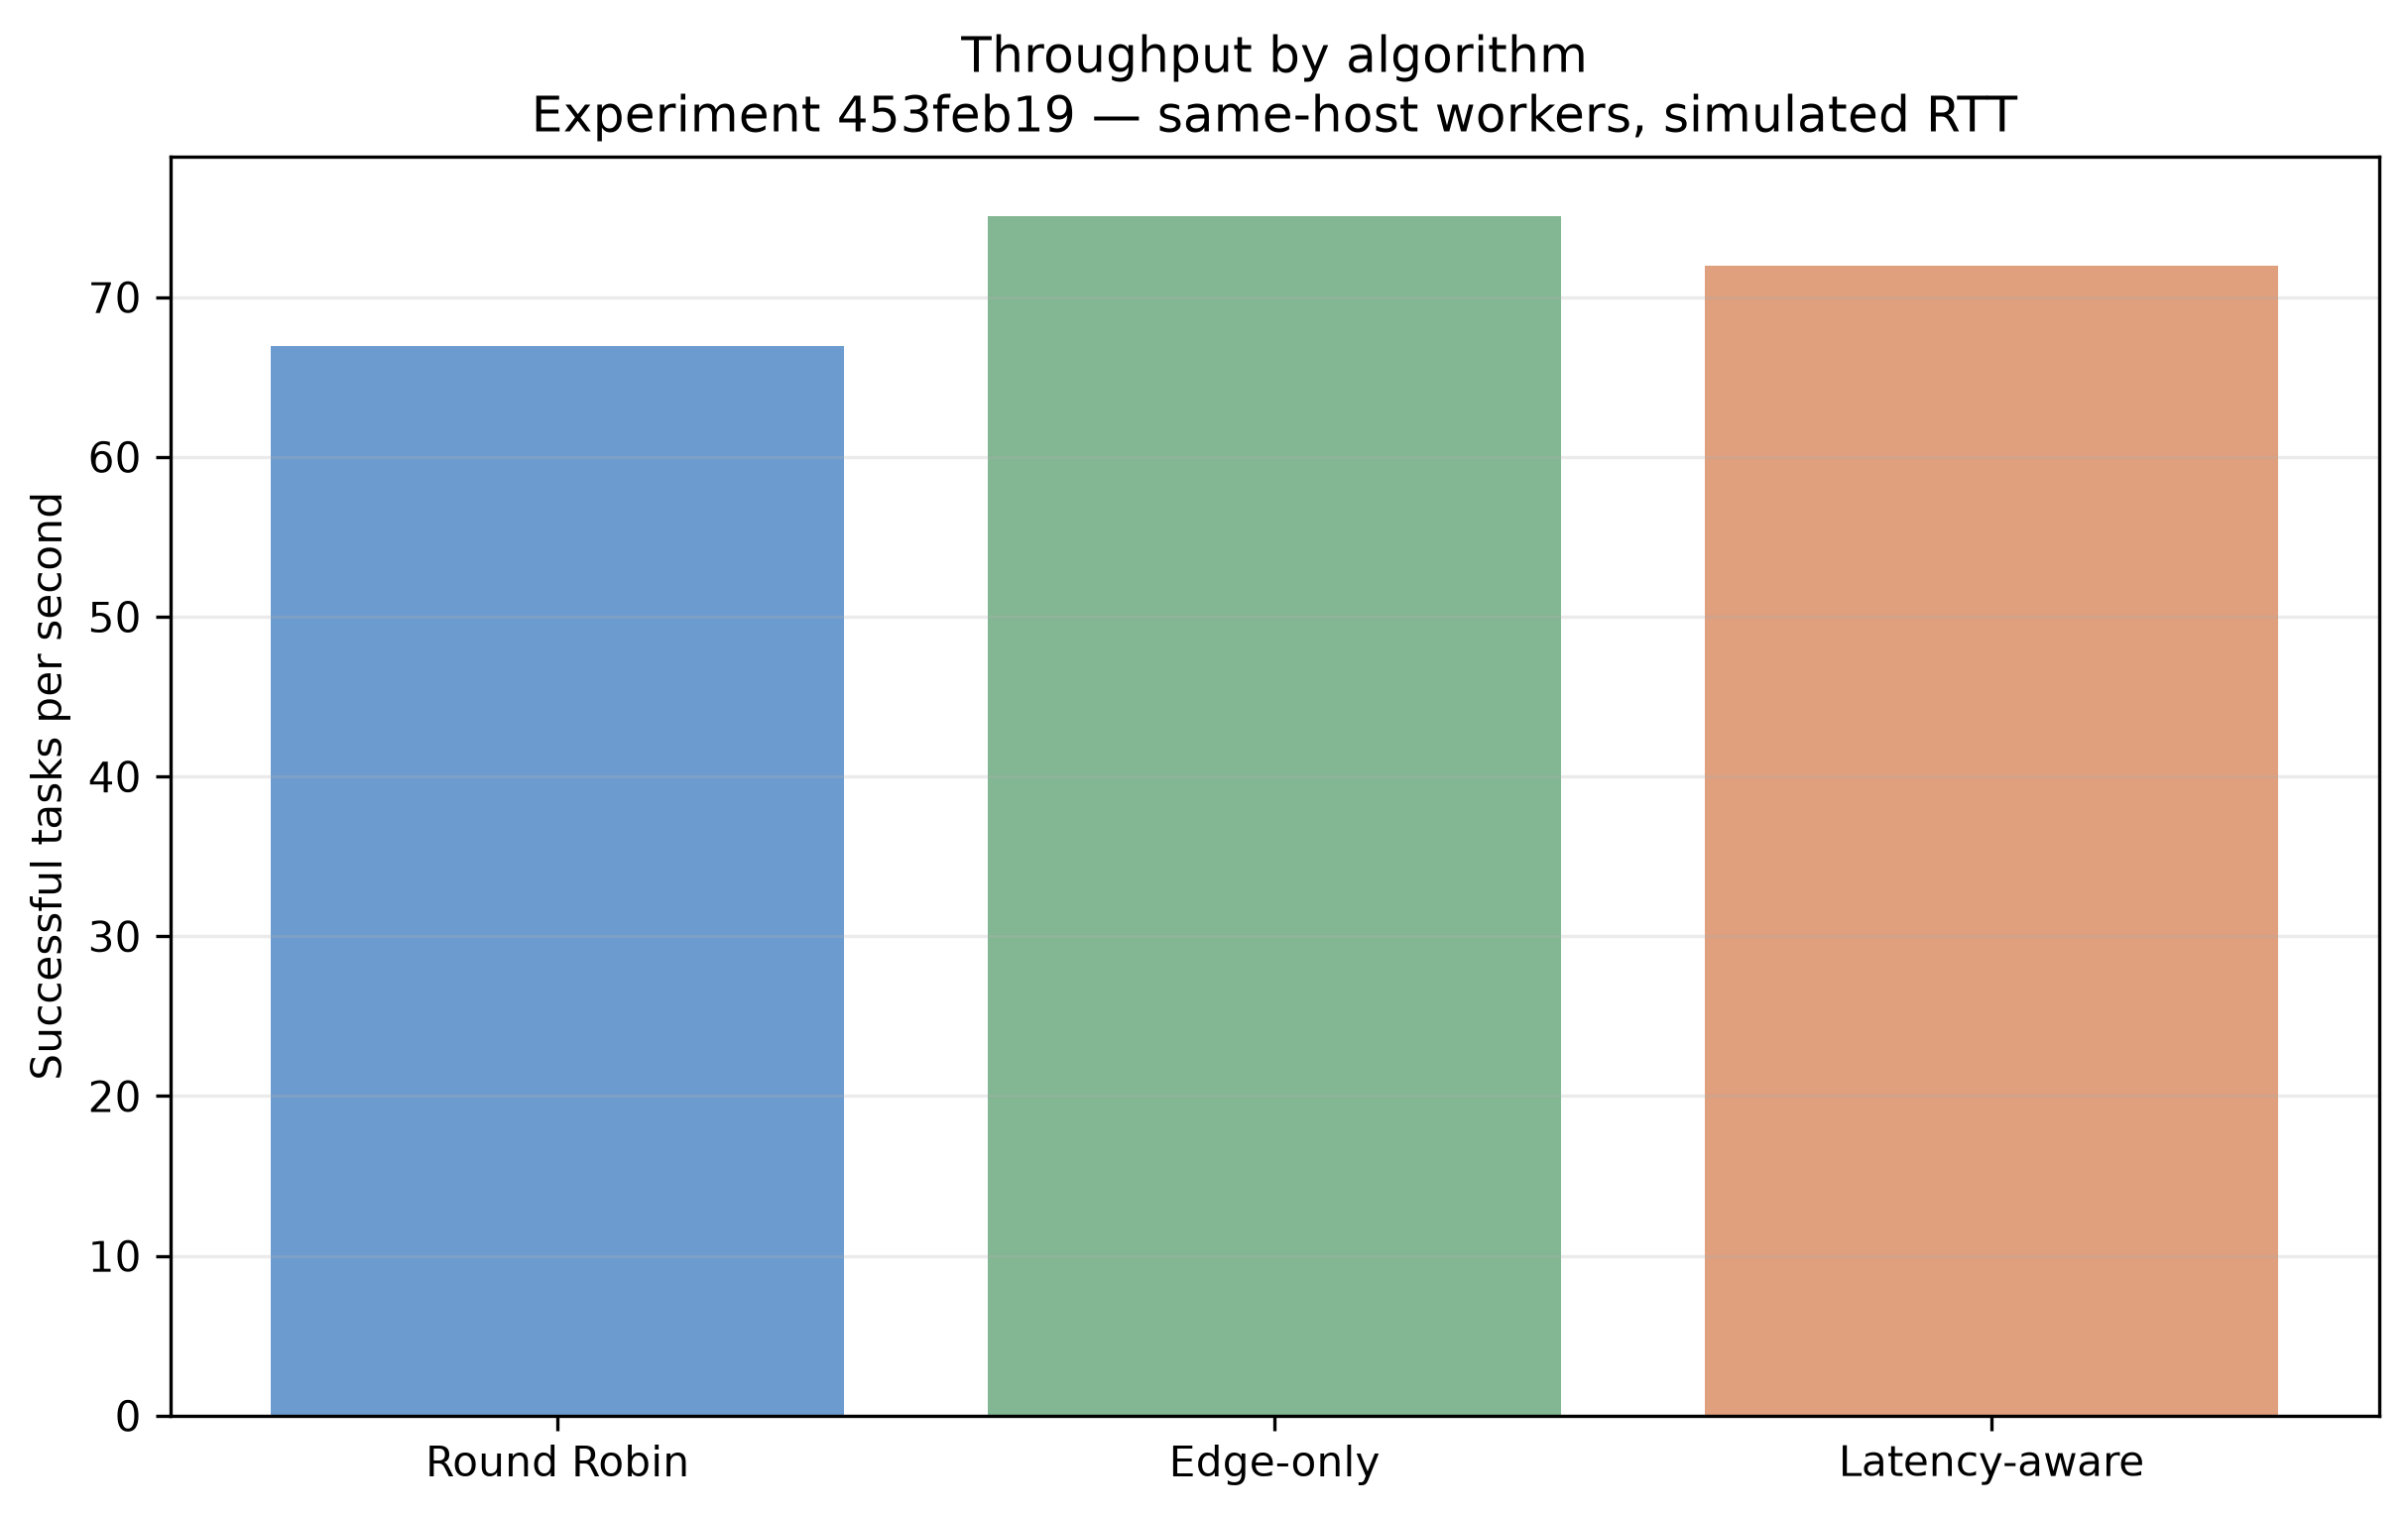 Throughput by algorithm
Experiment 453feb19 — same-host workers, simulated RTT
Successful tasks per second
70
60
50
40
30
20
10
0
Round Robin
Edge-only
Latency-aware